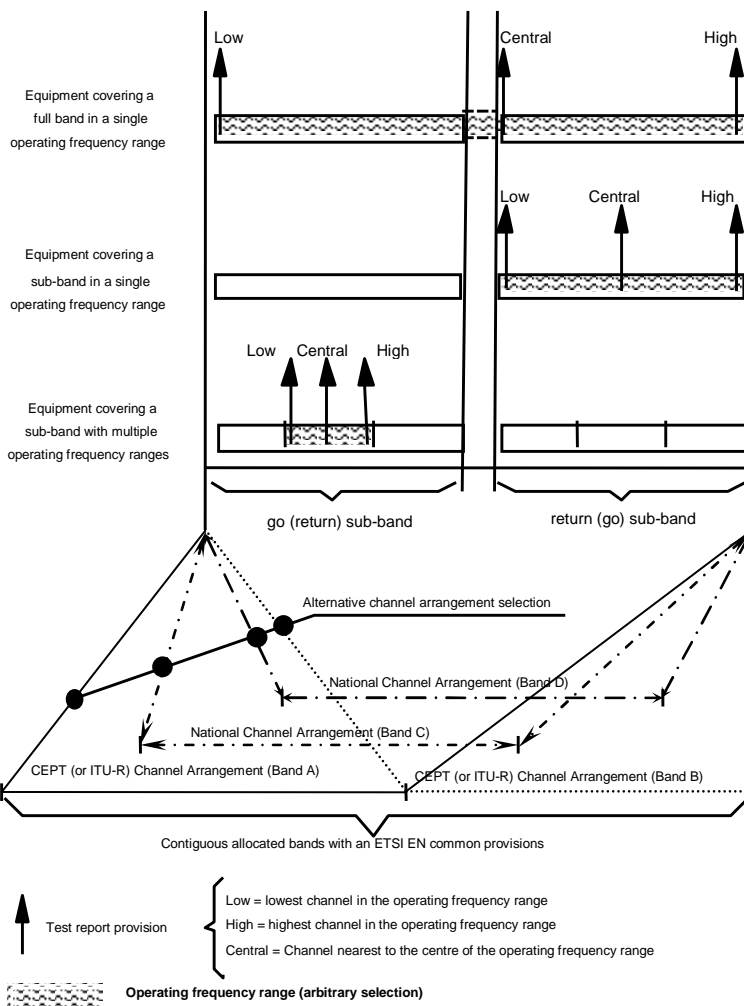 Low Central High
Equipment covering a
full band in a single
operating frequency range
Low Central High
Equipment covering a
sub-band in a single
operating frequency range
Low Central High
Equipment covering a
sub-band with multiple
operating frequency ranges
go (return) sub-band return (go) sub-band
Alternative channel arrangement selection
National Channel Arrangement (Band D)
National Channel Arrangement (Band C)
CEPT (or ITU-R) Channel Arrangement (Band A) CEPT (or ITU-R) Channel Arrangement (Band B)
Contiguous allocated bands with an ETSI EN common provisions
Test report provision
Low = lowest channel in the operating frequency range
High = highest channel in the operating frequency range
Central = Channel nearest to the centre of the operating frequency range
Operating frequency range (arbitrary selection)